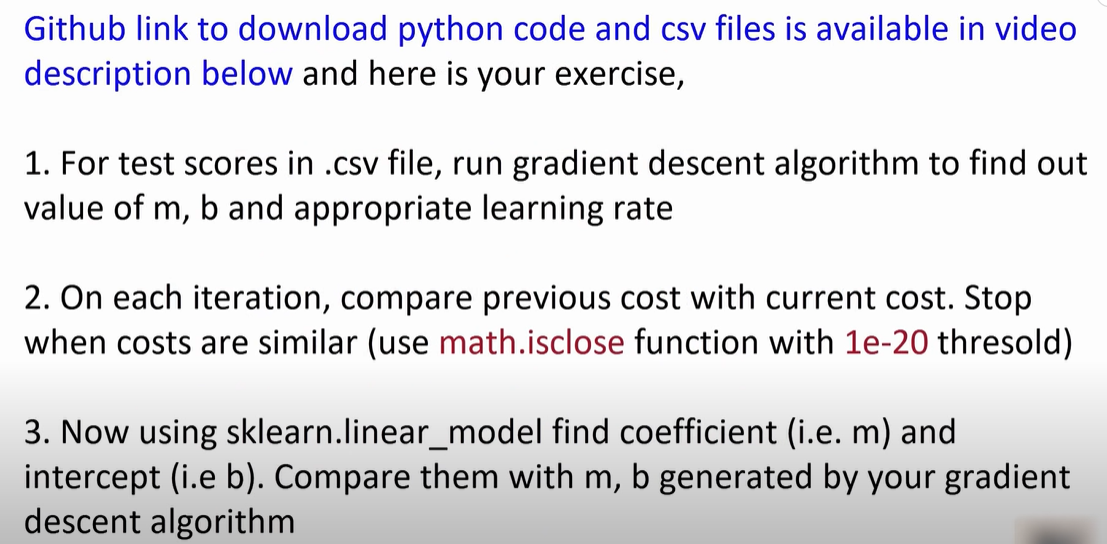 Github link to download python code and csv files is available in video
description below and here is your exercise,
1. For test scores in .csv file, run gradient descent algorithm to find out
value of m, b and appropriate learning rate
2. On each iteration, compare previous cost with current cost. Stop
when costs are similar (use math.isclose function with 1e-20 thresold)
3. Now using sklearn.linear_model find coefficient (i.e. m) and
intercept (i.e b). Compare them with m, b generated by your gradient
descent algorithm